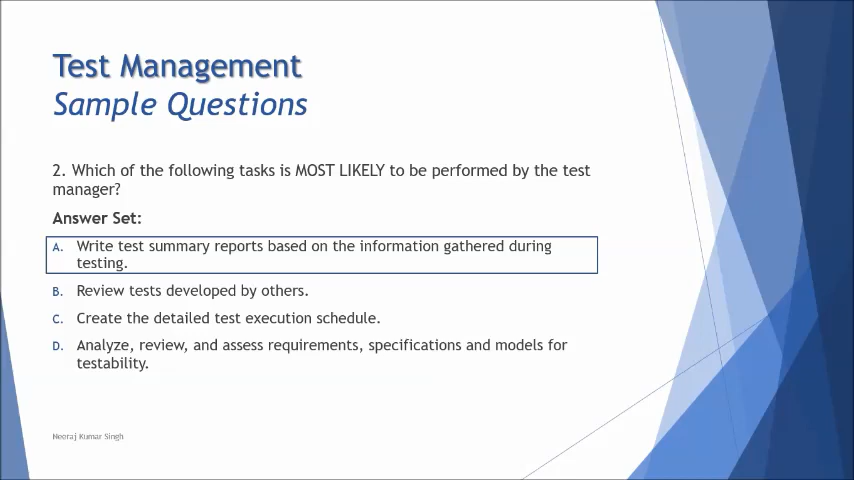 Test Management
Sample Questions
2. Which of the following tasks is MOST LIKELY to be performed by the test
manager?
Answer Set:
A. Write test summary reports based on the information gathered during
testing.
B. Review tests developed by others.
C. Create the detailed test execution schedule.
D. Analyze, review, and assess requirements, specifications and models for
testability.
Neeraj Kumar Singh